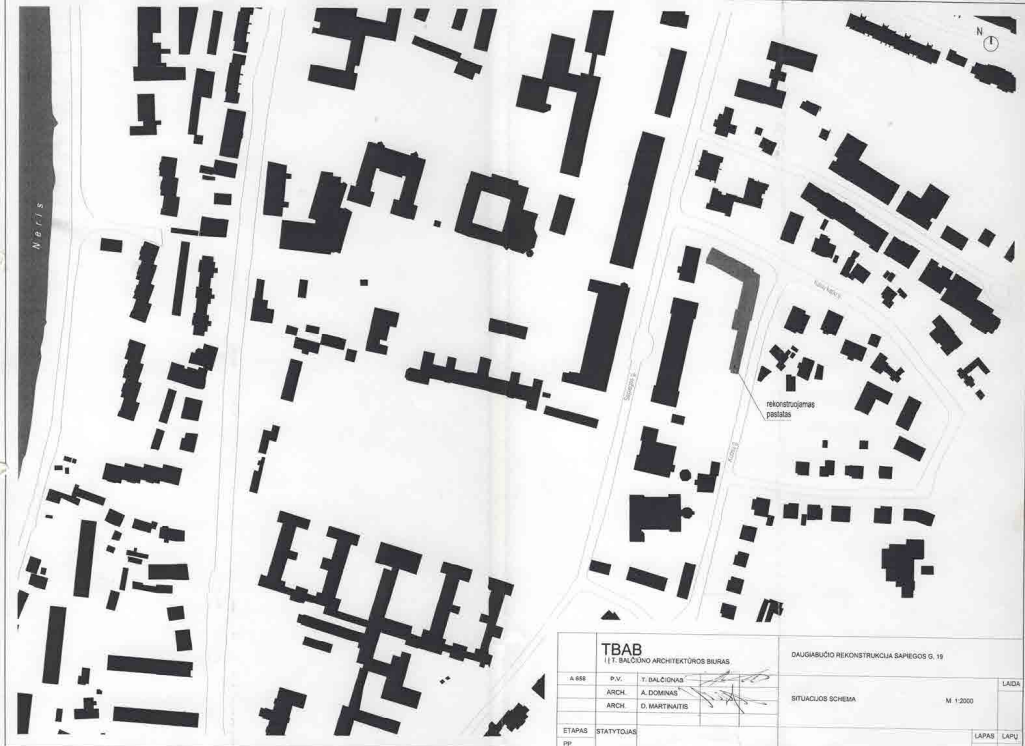 N
Neris
rekonstruojamas
pastatas
TBAB
I Į T. BALČIŪNO ARCHITEKTŪROS BIURAS
DAUGIABUČIO REKONSTRUKCIJA SAPIEGOS G. 19
A 658 P.V. T. BALČIŪNAS
ARCH. A. DOMINAS
ARCH. D. MARTINAITIS
SITUACIJOS SCHEMA M 1:2000
LAIDA
ETAPAS STATYTOJAS
LAPAS LAPŲ
PP